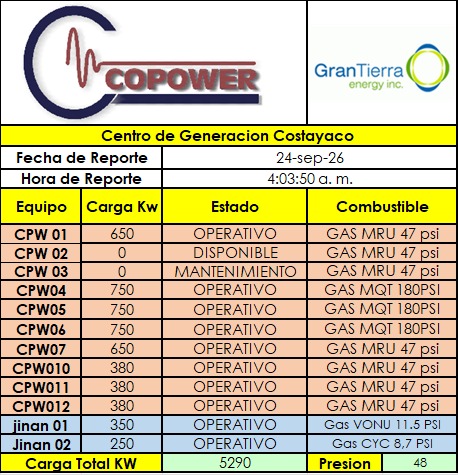 COPOWER
GranTierra
energy inc.
Centro de Generacion Costayaco
Fecha de Reporte 24-sep-26
Hora de Reporte 4:03:50 a. m.
Equipo Carga Kw Estado Combustible
CPW 01 650 OPERATIVO GAS MRU 47 psi
CPW 02 0 DISPONIBLE GAS MRU 47 psi
CPW 03 0 MANTENIMIENTO GAS MRU 47 psi
CPW04 750 OPERATIVO GAS MQT 180PSI
CPW05 750 OPERATIVO GAS MQT 180PSI
CPW06 750 OPERATIVO GAS MQT 180PSI
CPW07 650 OPERATIVO GAS MRU 47 psi
CPW010 380 OPERATIVO GAS MRU 47 psi
CPW011 380 OPERATIVO GAS MRU 47 psi
CPW012 380 OPERATIVO GAS MRU 47 psi
jinan 01 350 OPERATIVO Gas VONU 11.5 PSI
Jinan 02 250 OPERATIVO Gas CYC 8,7 PSI
Carga Total KW 5290 Presion 48